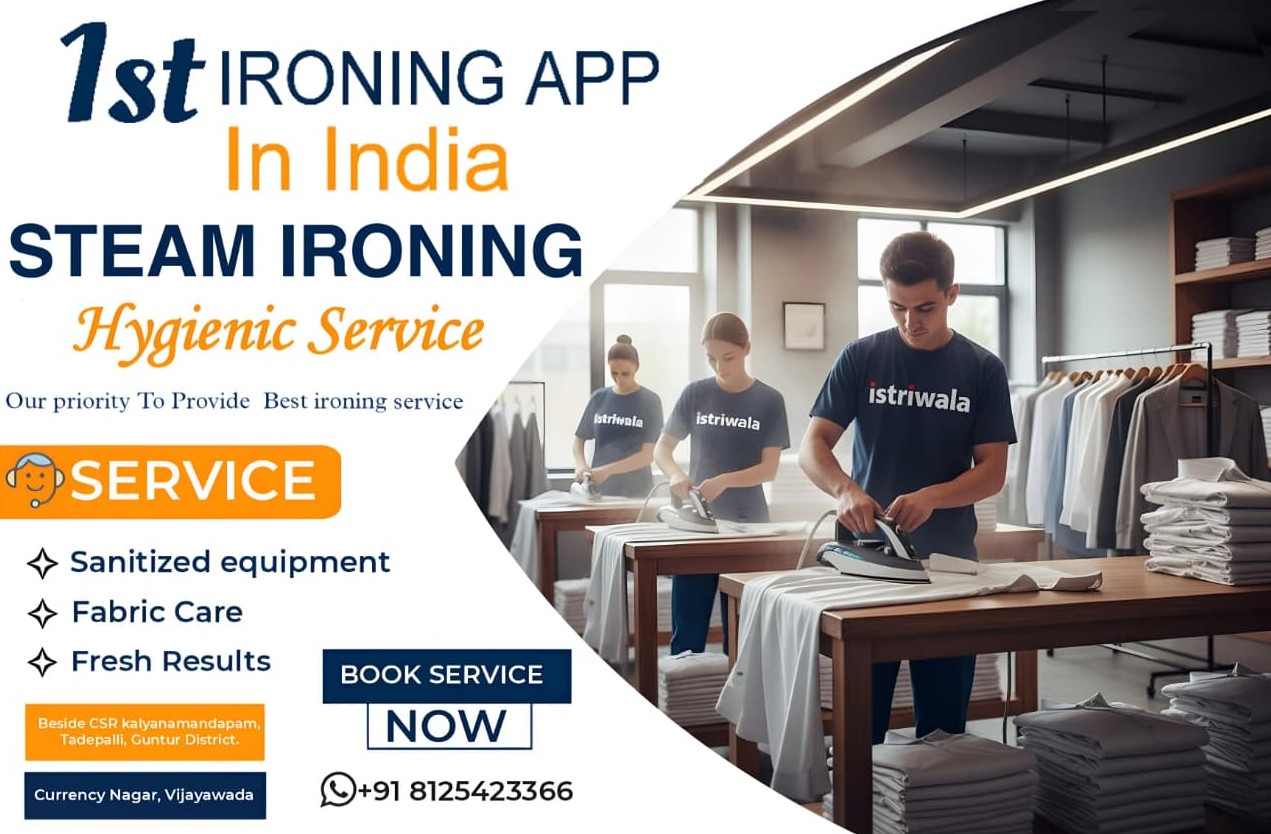 1st IRONING APP
In India
STEAM IRONING
Hygienic Service
Our priority To Provide Best ironing service
SERVICE
Sanitized equipment
Fabric Care
Fresh Results
BOOK SERVICE
NOW
Beside CSR kalyanamandapam,
Tadepalli, Guntur District.
Currency Nagar, Vijayawada
+91 8125423366
istriwala
istriwala
istriwala